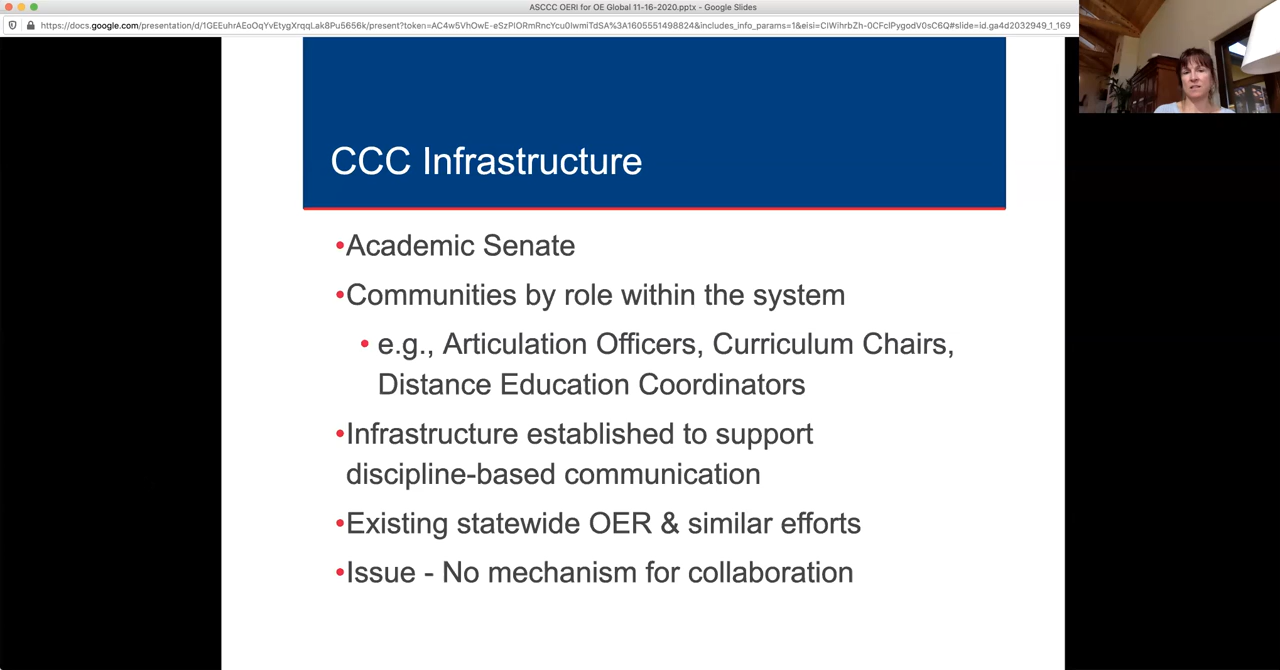 ASCCC OERI for OE Global 11-16-2020.pptx - Google Slides
https://docs.google.com/presentation/d/1GEEuhrAEoOqYvEtygXrqqLak8Pu5656k/present?token=AC4w5VhOwE-eSzPiORmRncYcu0IwmiTdSA%3A1605551498824&includes_info_params=1&eisi=CIWihrbZh-0CFcIPygodV0sC6Q#slide=id.ga4d2032949_1_169
CCC Infrastructure
•Academic Senate
•Communities by role within the system
• e.g., Articulation Officers, Curriculum Chairs,
Distance Education Coordinators
•Infrastructure established to support
discipline-based communication
•Existing statewide OER & similar efforts
•Issue - No mechanism for collaboration